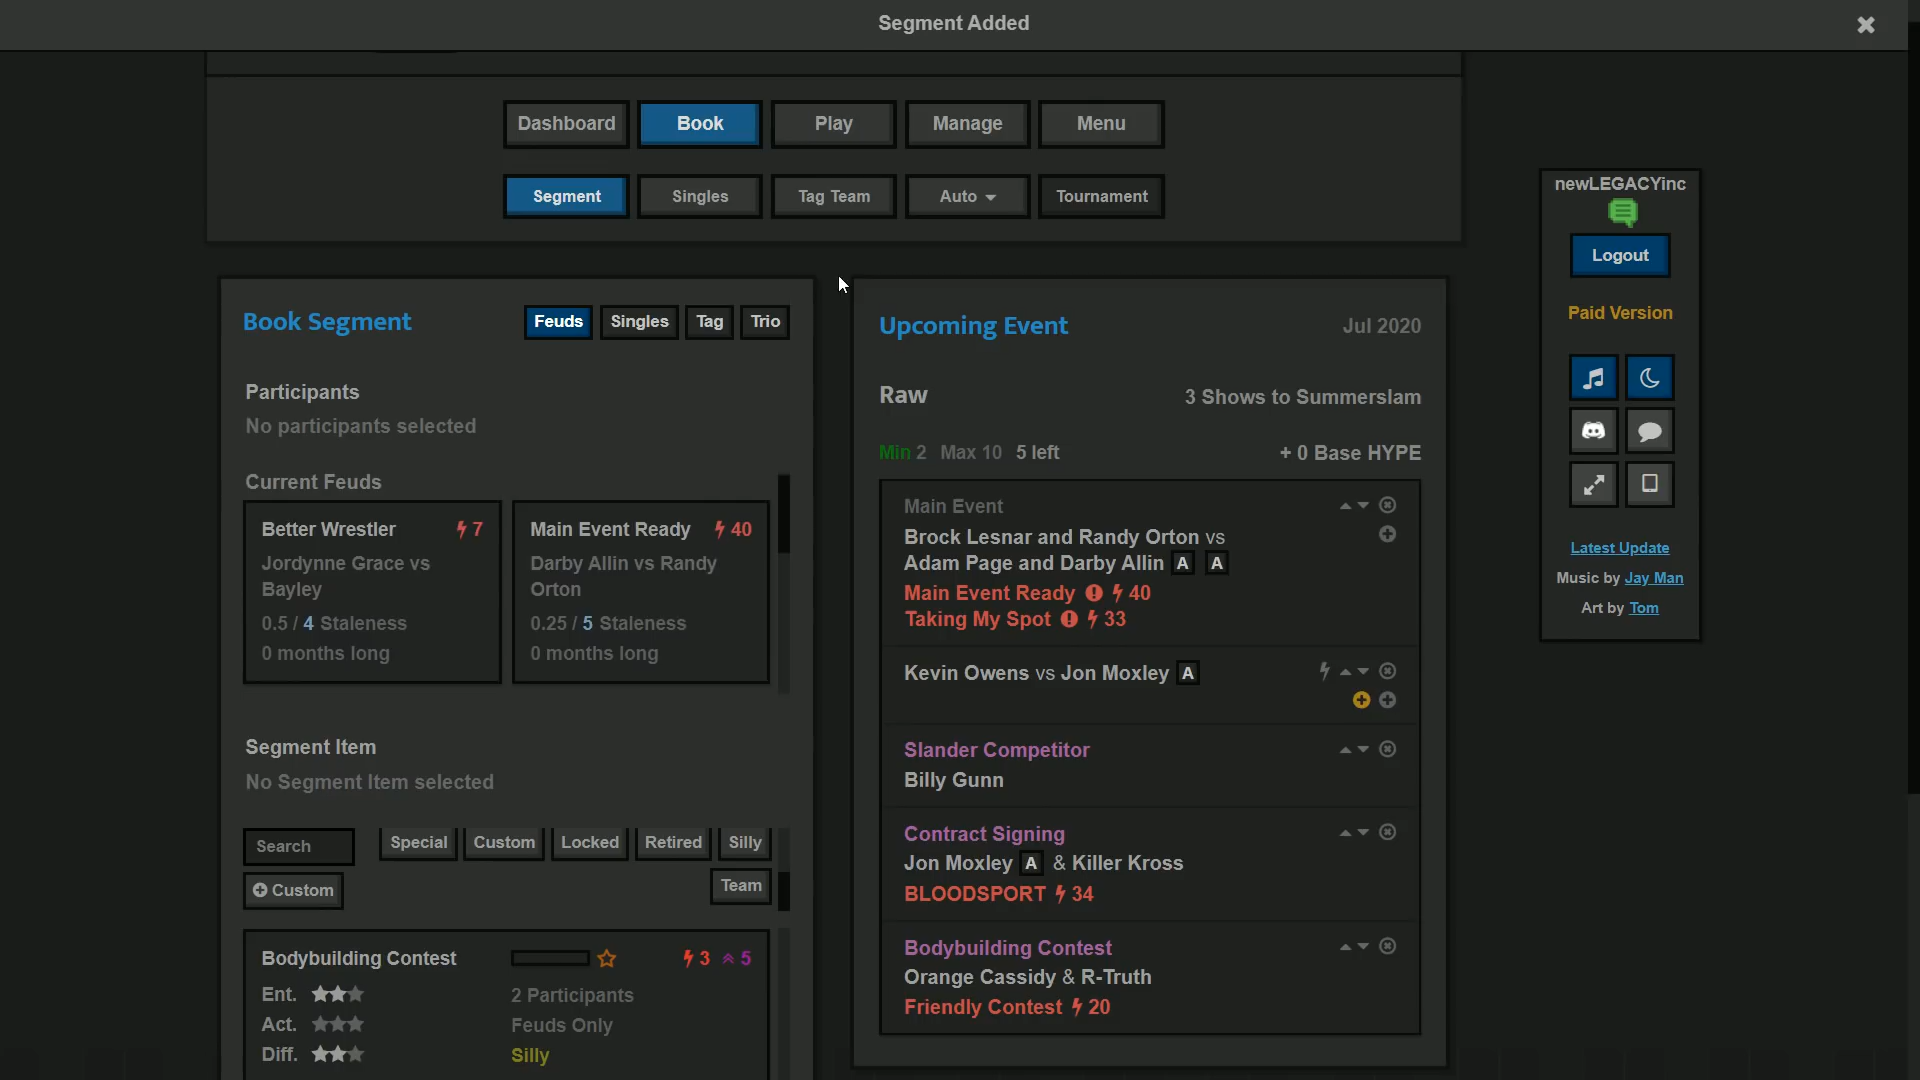 Segment Added
Dashboard Book Play Manage Menu
Segment Singles Tag Team Auto Tournament
newLEGACYinc
Logout
Paid Version
Latest Update
Music by Jay Man
Art by Tom
Book Segment Feuds Singles Tag Trio
Participants
No participants selected
Current Feuds
Better Wrestler 7
Jordynne Grace vs
Bayley
0.5 / 4 Staleness
0 months long
Main Event Ready 40
Darby Allin vs Randy
Orton
0.25 / 5 Staleness
0 months long
Segment Item
No Segment Item selected
Search Special Custom Locked Retired Silly
Custom Team
Bodybuilding Contest 3 5
Ent. 2 Participants
Act. Feuds Only
Diff. Silly
Upcoming Event Jul 2020
Raw 3 Shows to Summerslam
Min 2 Max 10 5 left + 0 Base HYPE
Main Event
Brock Lesnar and Randy Orton vs
Adam Page and Darby Allin A A
Main Event Ready 40
Taking My Spot 33
Kevin Owens vs Jon Moxley A
Slander Competitor
Billy Gunn
Contract Signing
Jon Moxley A & Killer Kross
BLOODSPORT 34
Bodybuilding Contest
Orange Cassidy & R-Truth
Friendly Contest 20